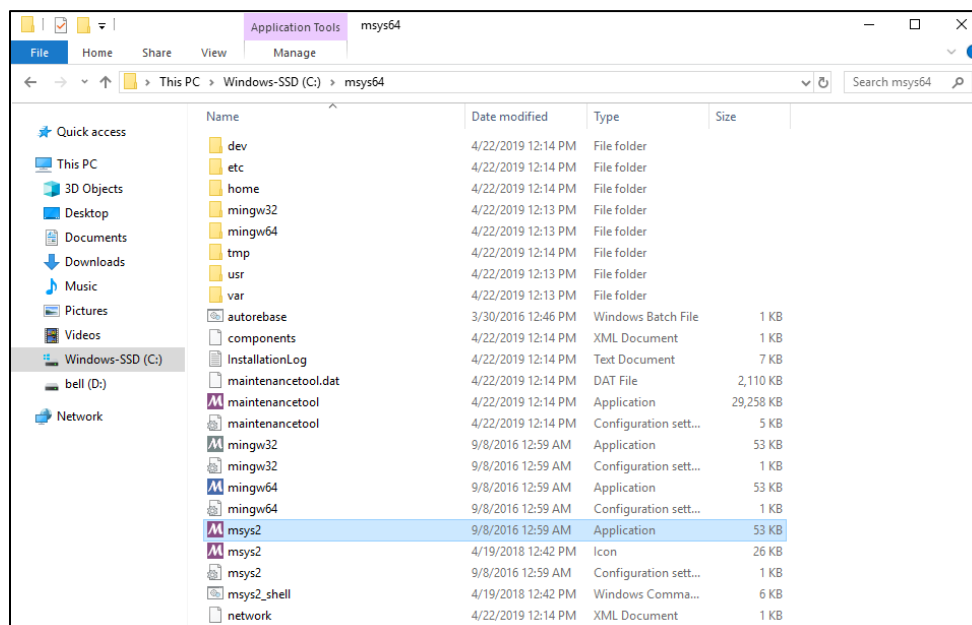 Application Tools msys64
File Home Share View Manage
This PC Windows-SSD (C:) msys64 Search msys64
Name Date modified Type Size
Quick access
This PC
3D Objects
Desktop
Documents
Downloads
Music
Pictures
Videos
Windows-SSD (C:)
bell (D:)
Network
dev 4/22/2019 12:14 PM File folder
etc 4/22/2019 12:14 PM File folder
home 4/22/2019 12:14 PM File folder
mingw32 4/22/2019 12:13 PM File folder
mingw64 4/22/2019 12:13 PM File folder
tmp 4/22/2019 12:14 PM File folder
usr 4/22/2019 12:13 PM File folder
var 4/22/2019 12:13 PM File folder
autorebase 3/30/2016 12:46 PM Windows Batch File 1 KB
components 4/22/2019 12:14 PM XML Document 1 KB
InstallationLog 4/22/2019 12:14 PM Text Document 7 KB
maintenancetool.dat 4/22/2019 12:14 PM DAT File 2,110 KB
maintenancetool 4/22/2019 12:14 PM Application 29,258 KB
maintenancetool 4/22/2019 12:14 PM Configuration sett... 5 KB
mingw32 9/8/2016 12:59 AM Application 53 KB
mingw32 9/8/2016 12:59 AM Configuration sett... 1 KB
mingw64 9/8/2016 12:59 AM Application 53 KB
mingw64 9/8/2016 12:59 AM Configuration sett... 1 KB
msys2 9/8/2016 12:59 AM Application 53 KB
msys2 4/19/2018 12:42 PM Icon 26 KB
msys2 9/8/2016 12:59 AM Configuration sett... 1 KB
msys2_shell 4/19/2018 12:42 PM Windows Comma... 6 KB
network 4/22/2019 12:14 PM XML Document 1 KB